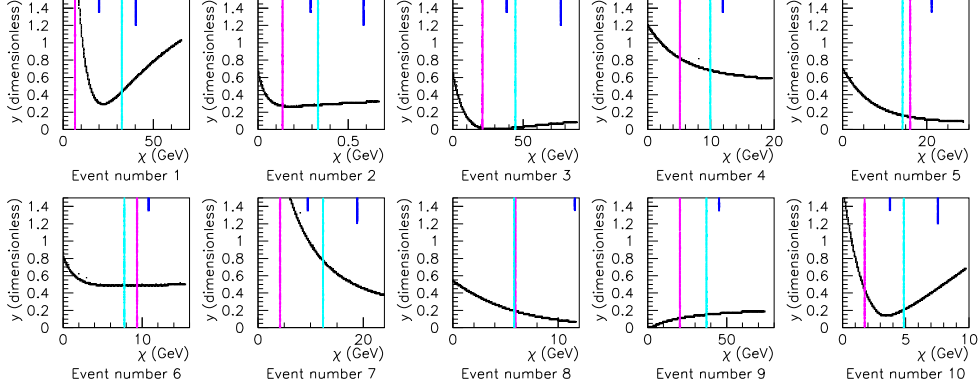 y (dimensionless) 1.4 1.2 1 0.8 0.6 0.4 0.2 0
0 50
χ (GeV)
Event number 1
y (dimensionless) 1.4 1.2 1 0.8 0.6 0.4 0.2 0
0 0.5
χ (GeV)
Event number 2
y (dimensionless) 1.4 1.2 1 0.8 0.6 0.4 0.2 0
0 50
χ (GeV)
Event number 3
y (dimensionless) 1.4 1.2 1 0.8 0.6 0.4 0.2 0
0 10 20
χ (GeV)
Event number 4
y (dimensionless) 1.4 1.2 1 0.8 0.6 0.4 0.2 0
0 20
χ (GeV)
Event number 5
y (dimensionless) 1.4 1.2 1 0.8 0.6 0.4 0.2 0
0 10
χ (GeV)
Event number 6
y (dimensionless) 1.4 1.2 1 0.8 0.6 0.4 0.2 0
0 20
χ (GeV)
Event number 7
y (dimensionless) 1.4 1.2 1 0.8 0.6 0.4 0.2 0
0 10
χ (GeV)
Event number 8
y (dimensionless) 1.4 1.2 1 0.8 0.6 0.4 0.2 0
0 50
χ (GeV)
Event number 9
y (dimensionless) 1.4 1.2 1 0.8 0.6 0.4 0.2 0
0 5 10
χ (GeV)
Event number 10